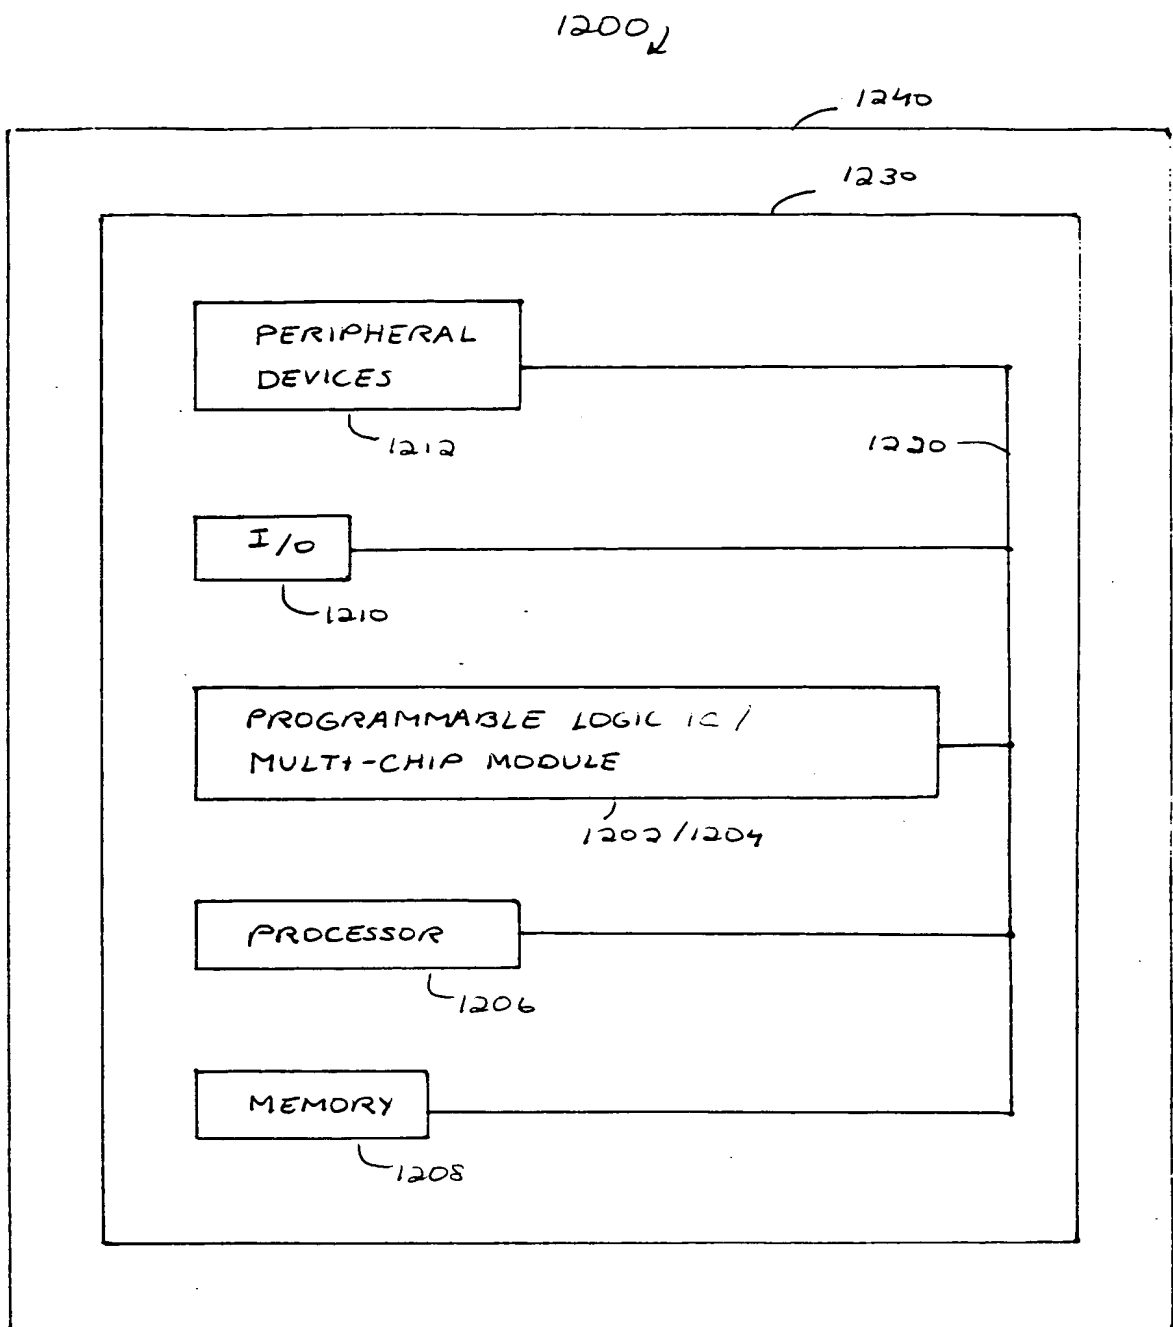 1200
1240
1230
PERIPHERAL
DEVICES
1212
1220
I/O
1210
PROGRAMMABLE LOGIC IC /
MULTI-CHIP MODULE
1202/1204
PROCESSOR
1206
MEMORY
1208